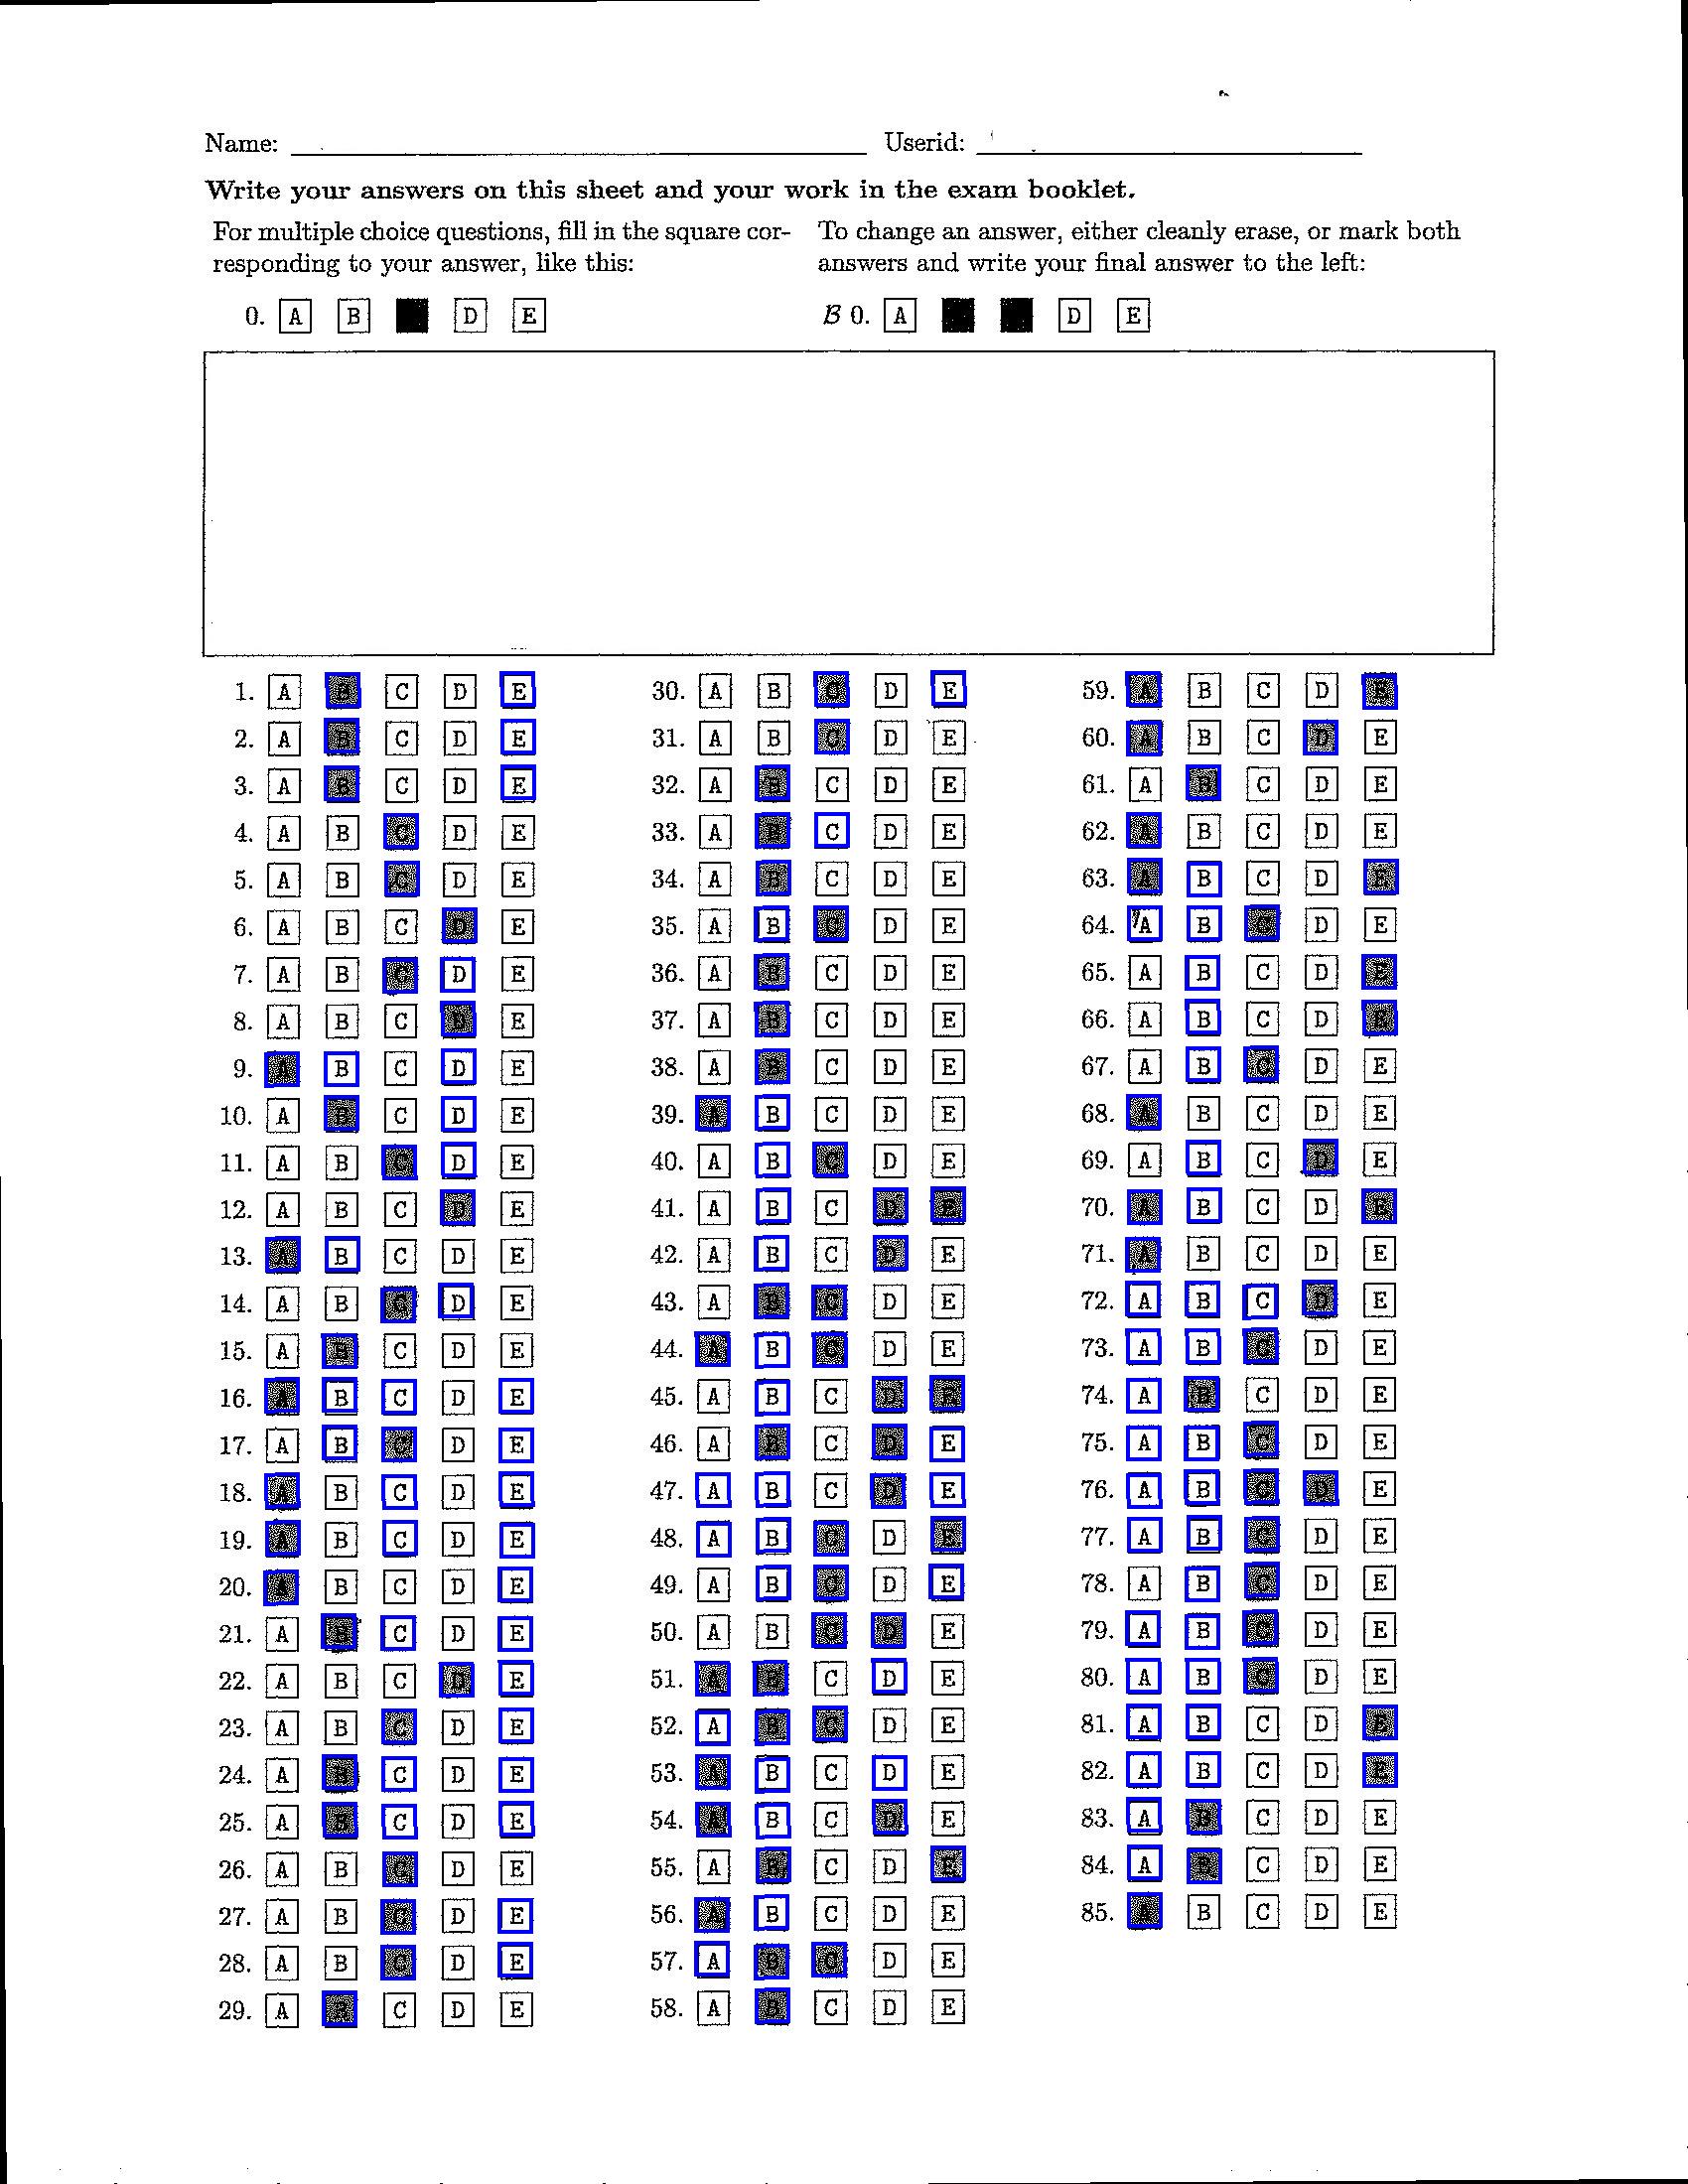 Name:
Userid:
Write your answers on this sheet and your work in the exam booklet.
For multiple choice questions, fill in the square cor-
responding to your answer, like this:
0. A B D E
To change an answer, either cleanly erase, or mark both
answers and write your final answer to the left:
B 0. A D E
1. A B C D E
2. A B C D E
3. A B C D E
4. A B C D E
5. A B C D E
6. A B C D E
7. A B C D E
8. A B C D E
9. A B C D E
10. A B C D E
11. A B C D E
12. A B C D E
13. A B C D E
14. A B C D E
15. A B C D E
16. A B C D E
17. A B C D E
18. A B C D E
19. A B C D E
20. A B C D E
21. A B C D E
22. A B C D E
23. A B C D E
24. A B C D E
25. A B C D E
26. A B C D E
27. A B C D E
28. A B C D E
29. A B C D E
30. A B C D E
31. A B C D E
32. A B C D E
33. A B C D E
34. A B C D E
35. A B C D E
36. A B C D E
37. A B C D E
38. A B C D E
39. A B C D E
40. A B C D E
41. A B C D E
42. A B C D E
43. A B C D E
44. A B C D E
45. A B C D E
46. A B C D E
47. A B C D E
48. A B C D E
49. A B C D E
50. A B C D E
51. A B C D E
52. A B C D E
53. A B C D E
54. A B C D E
55. A B C D E
56. A B C D E
57. A B C D E
58. A B C D E
59. A B C D E
60. A B C D E
61. A B C D E
62. A B C D E
63. A B C D E
64. A B C D E
65. A B C D E
66. A B C D E
67. A B C D E
68. A B C D E
69. A B C D E
70. A B C D E
71. A B C D E
72. A B C D E
73. A B C D E
74. A B C D E
75. A B C D E
76. A B C D E
77. A B C D E
78. A B C D E
79. A B C D E
80. A B C D E
81. A B C D E
82. A B C D E
83. A B C D E
84. A B C D E
85. A B C D E